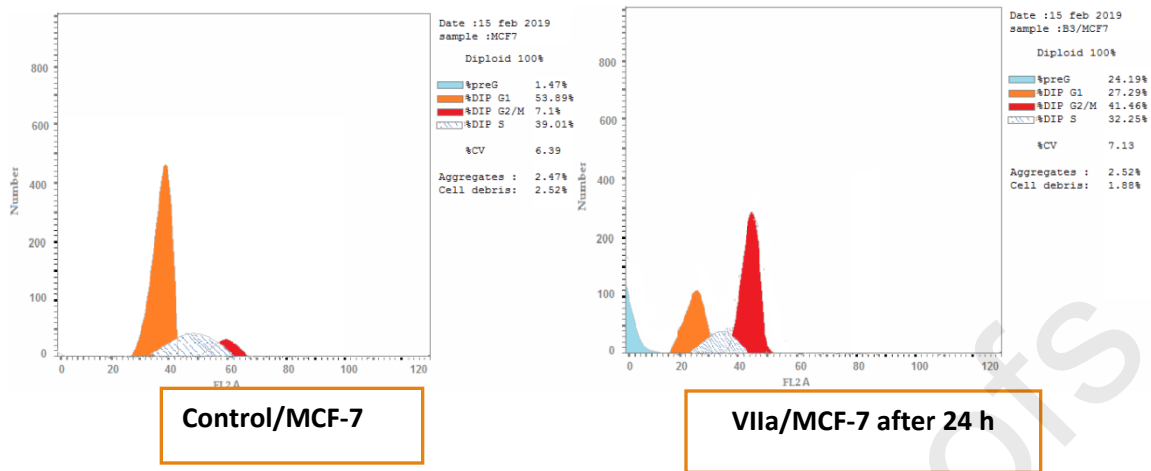 Date :15 feb 2019
sample :MCF7
Diploid 100%
%preG 1.47%
%DIP G1 53.89%
%DIP G2/M 7.1%
%DIP S 39.01%
%CV 6.39
Aggregates : 2.47%
Cell debris: 2.52%
Number
800
600
400
200
100
0
0 20 40 60 80 100 120
FL2A
Control/MCF-7
Date :15 feb 2019
sample :B3/MCF7
Diploid 100%
%preG 24.19%
%DIP G1 27.29%
%DIP G2/M 41.46%
%DIP S 32.25%
%CV 7.13
Aggregates : 2.52%
Cell debris: 1.88%
Number
800
600
400
200
100
0
0 20 40 60 80 100 120
FL2A
VIIa/MCF-7 after 24 h
ofs